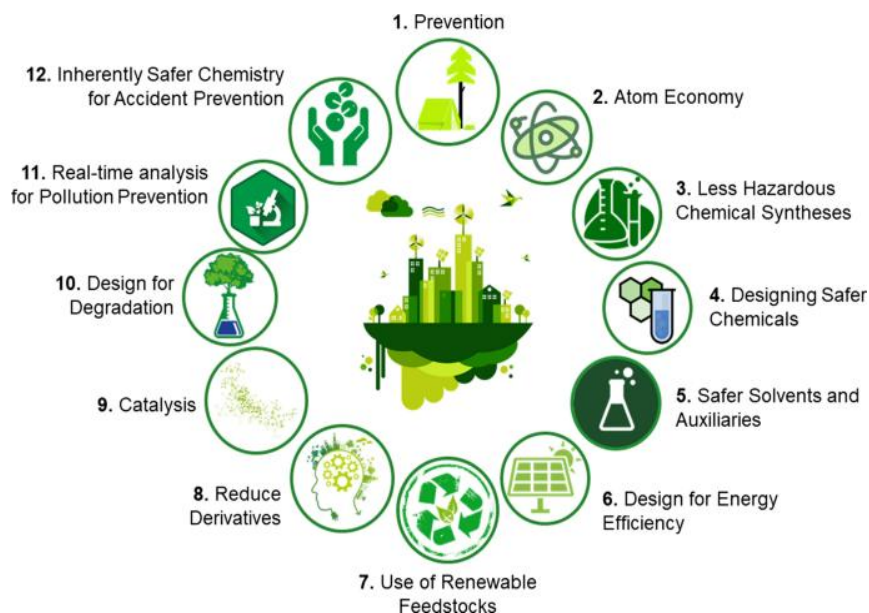 1. Prevention
2. Atom Economy
3. Less Hazardous
Chemical Syntheses
4. Designing Safer
Chemicals
5. Safer Solvents and
Auxiliaries
6. Design for Energy
Efficiency
7. Use of Renewable
Feedstocks
8. Reduce
Derivatives
9. Catalysis
10. Design for
Degradation
11. Real-time analysis
for Pollution Prevention
12. Inherently Safer Chemistry
for Accident Prevention